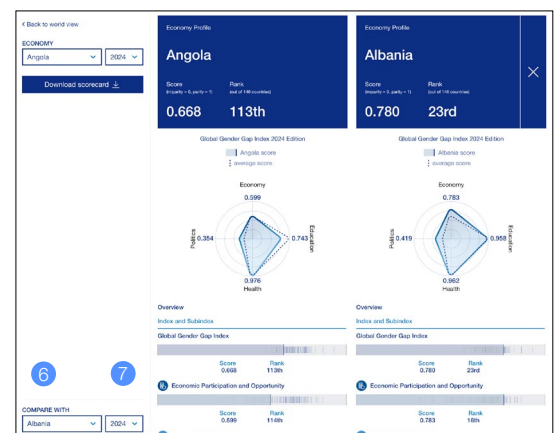 < Back to world view
ECONOMY
Angola
2024
Download scorecard
6
7
COMPARE WITH
Albania
2024
Economy Profile
Angola
Score
(imparity = 0, parity = 1)
Rank
(out of 146 countries)
0.668
113th
Global Gender Gap Index 2024 Edition
Angola score
average score
Economy
0.599
Politics
0.354
0.743
Education
0.976
Health
Overview
Index and Subindex
Global Gender Gap Index
Score
Rank
0.668
113th
Economic Participation and Opportunity
Score
Rank
0.599
114th
Economy Profile
Albania
Score
(imparity = 0, parity = 1)
Rank
(out of 146 countries)
0.780
23rd
Global Gender Gap Index 2024 Edition
Albania score
average score
Economy
0.783
Politics
0.419
0.958
Education
0.962
Health
Overview
Index and Subindex
Global Gender Gap Index
Score
Rank
0.780
23rd
Economic Participation and Opportunity
Score
Rank
0.783
16th